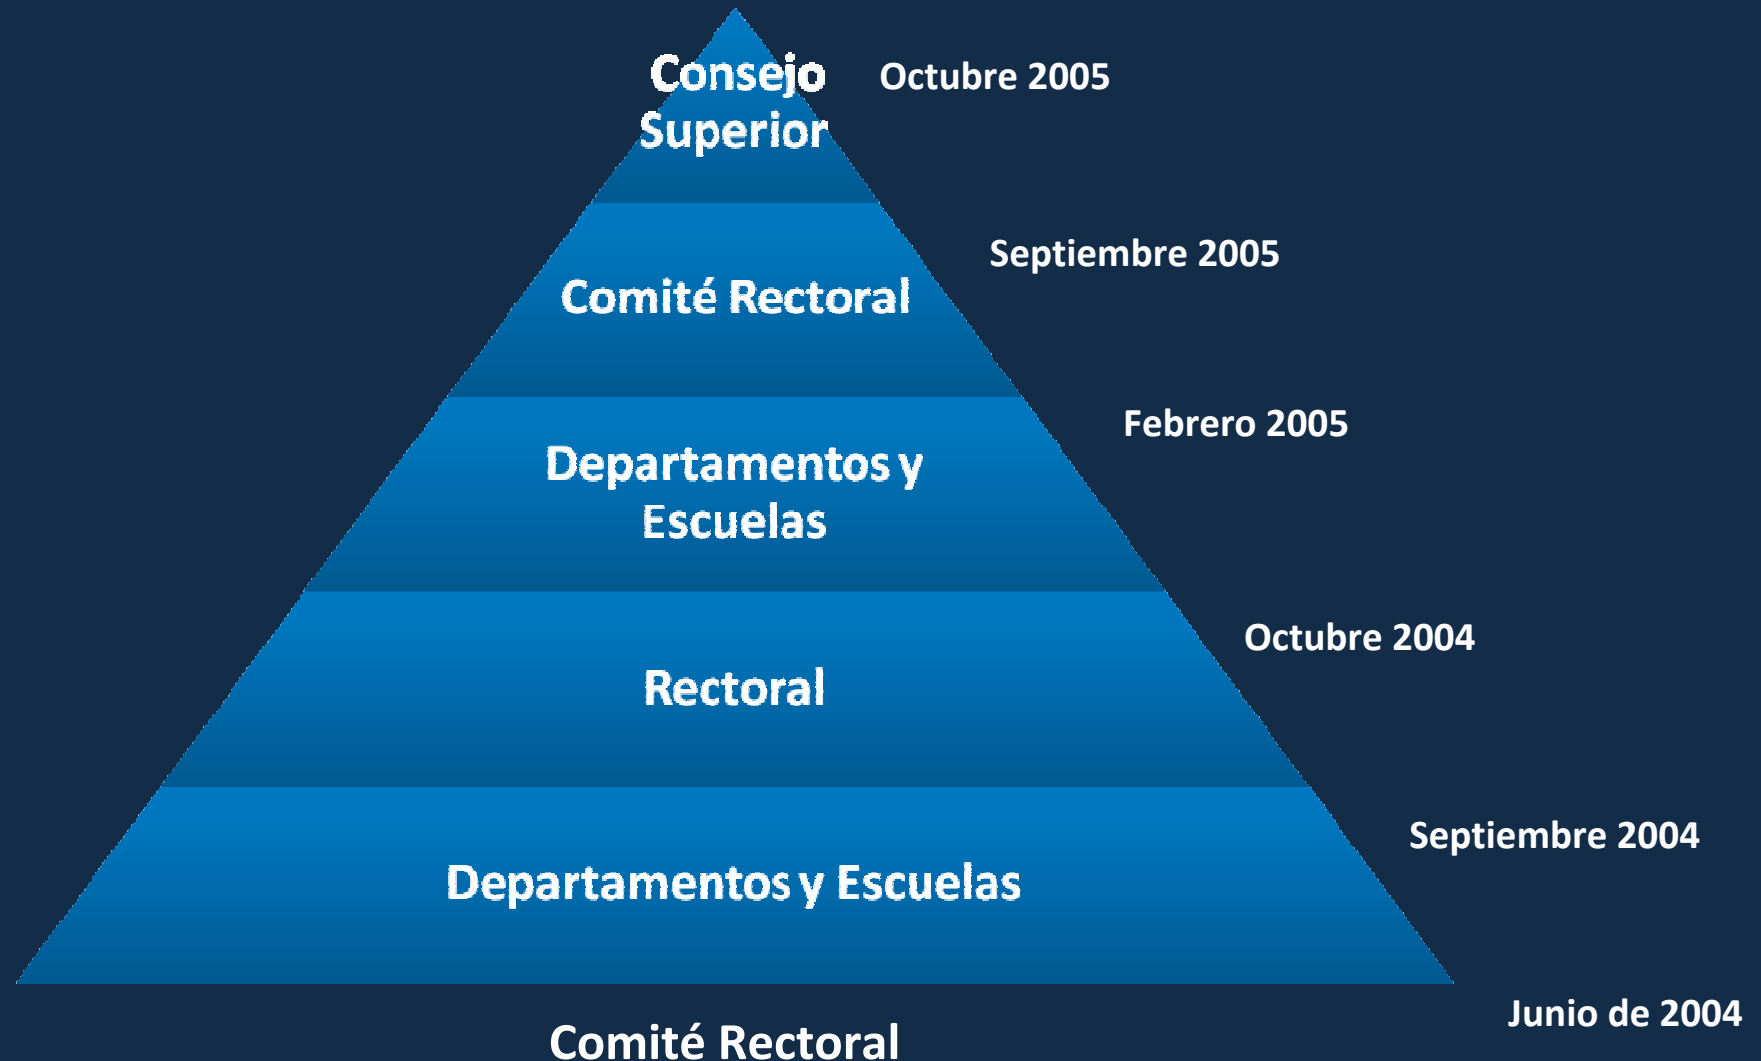 Consejo
Superior
Octubre 2005
Septiembre 2005
Comité Rectoral
Febrero 2005
Departamentos y
Escuelas
Octubre 2004
Rectoral
Septiembre 2004
Departamentos y Escuelas
Junio de 2004
Comité Rectoral